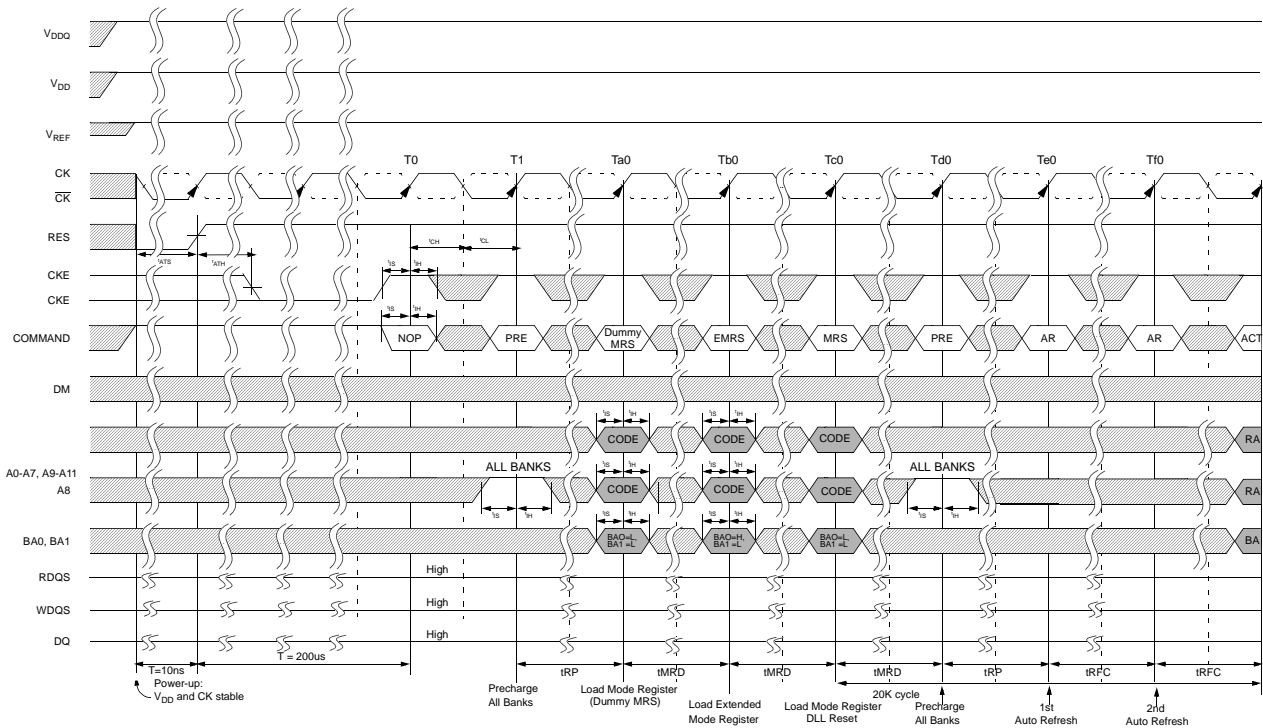 VDDQ
VDD
VREF
T0 T1 Ta0 Tb0 Tc0 Td0 Te0 Tf0
CK
CK
RES
tCH tCL
tATS tATH
tIS tIH
CKE
CKE
tIS tIH
COMMAND NOP PRE Dummy MRS EMRS MRS PRE AR AR ACT
DM
tIS tIH tIS tIH
CODE CODE CODE RA
A0-A7, A9-A11 ALL BANKS tIS tIH tIS tIH ALL BANKS
A8 CODE CODE CODE RA
tIS tIH tIS tIH tIS tIH tIS tIH
BA0, BA1 BAO=L, BA1 =L BAO=H, BA1 =L BAO=L, BA1 =L BA
RDQS High
WDQS High
DQ High
T=10ns T = 200us tRP tMRD tMRD tMRD tRP tRFC tRFC
20K cycle
Power-up:
VDD and CK stable
Precharge
All Banks
Load Mode Register
(Dummy MRS)
Load Extended
Mode Register
Load Mode Register
DLL Reset
Precharge
All Banks
1st
Auto Refresh
2nd
Auto Refresh